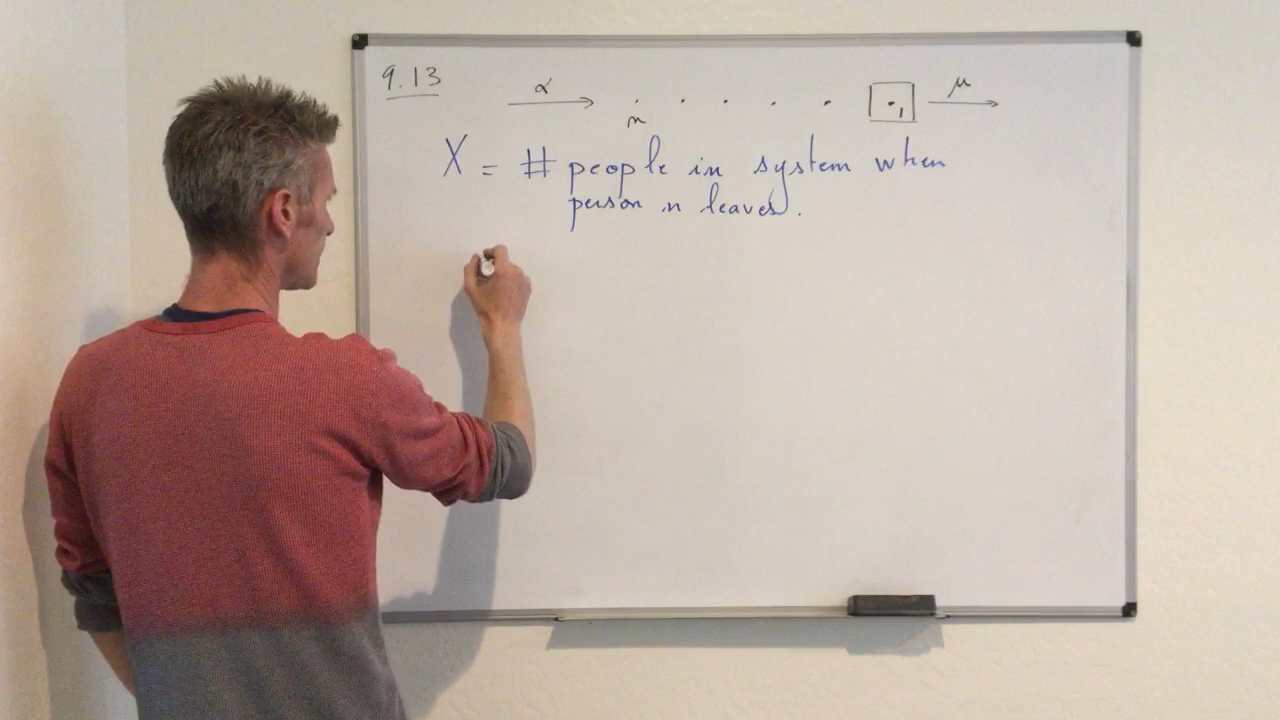 9.13
α
μ
n
1
X = # people in system when
person n leaves.